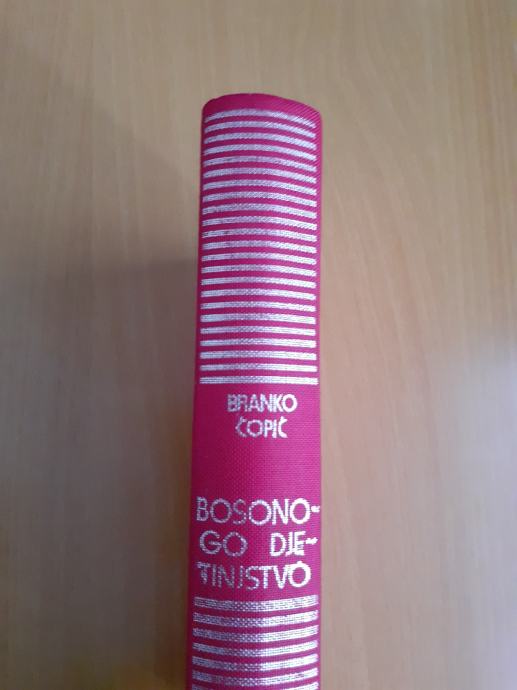 BRANKO
ĆOPIĆ
BOSONO~
GO DJE~
TINJSTVO